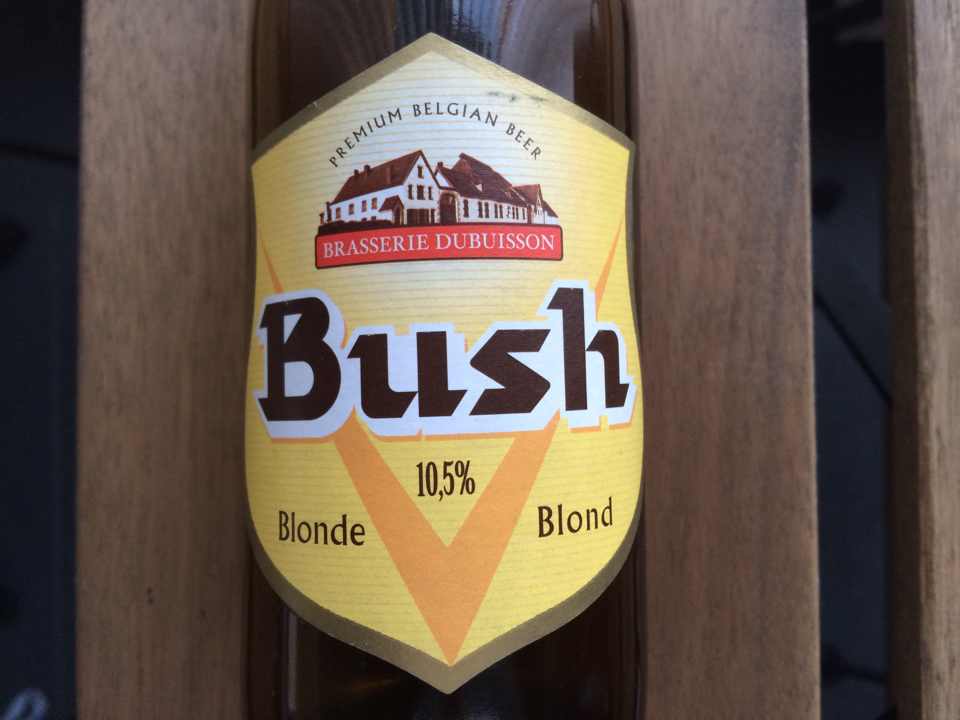 PREMIUM BELGIAN BEER
BRASSERIE DUBUISSON
Bush
10,5%
Blonde
Blond